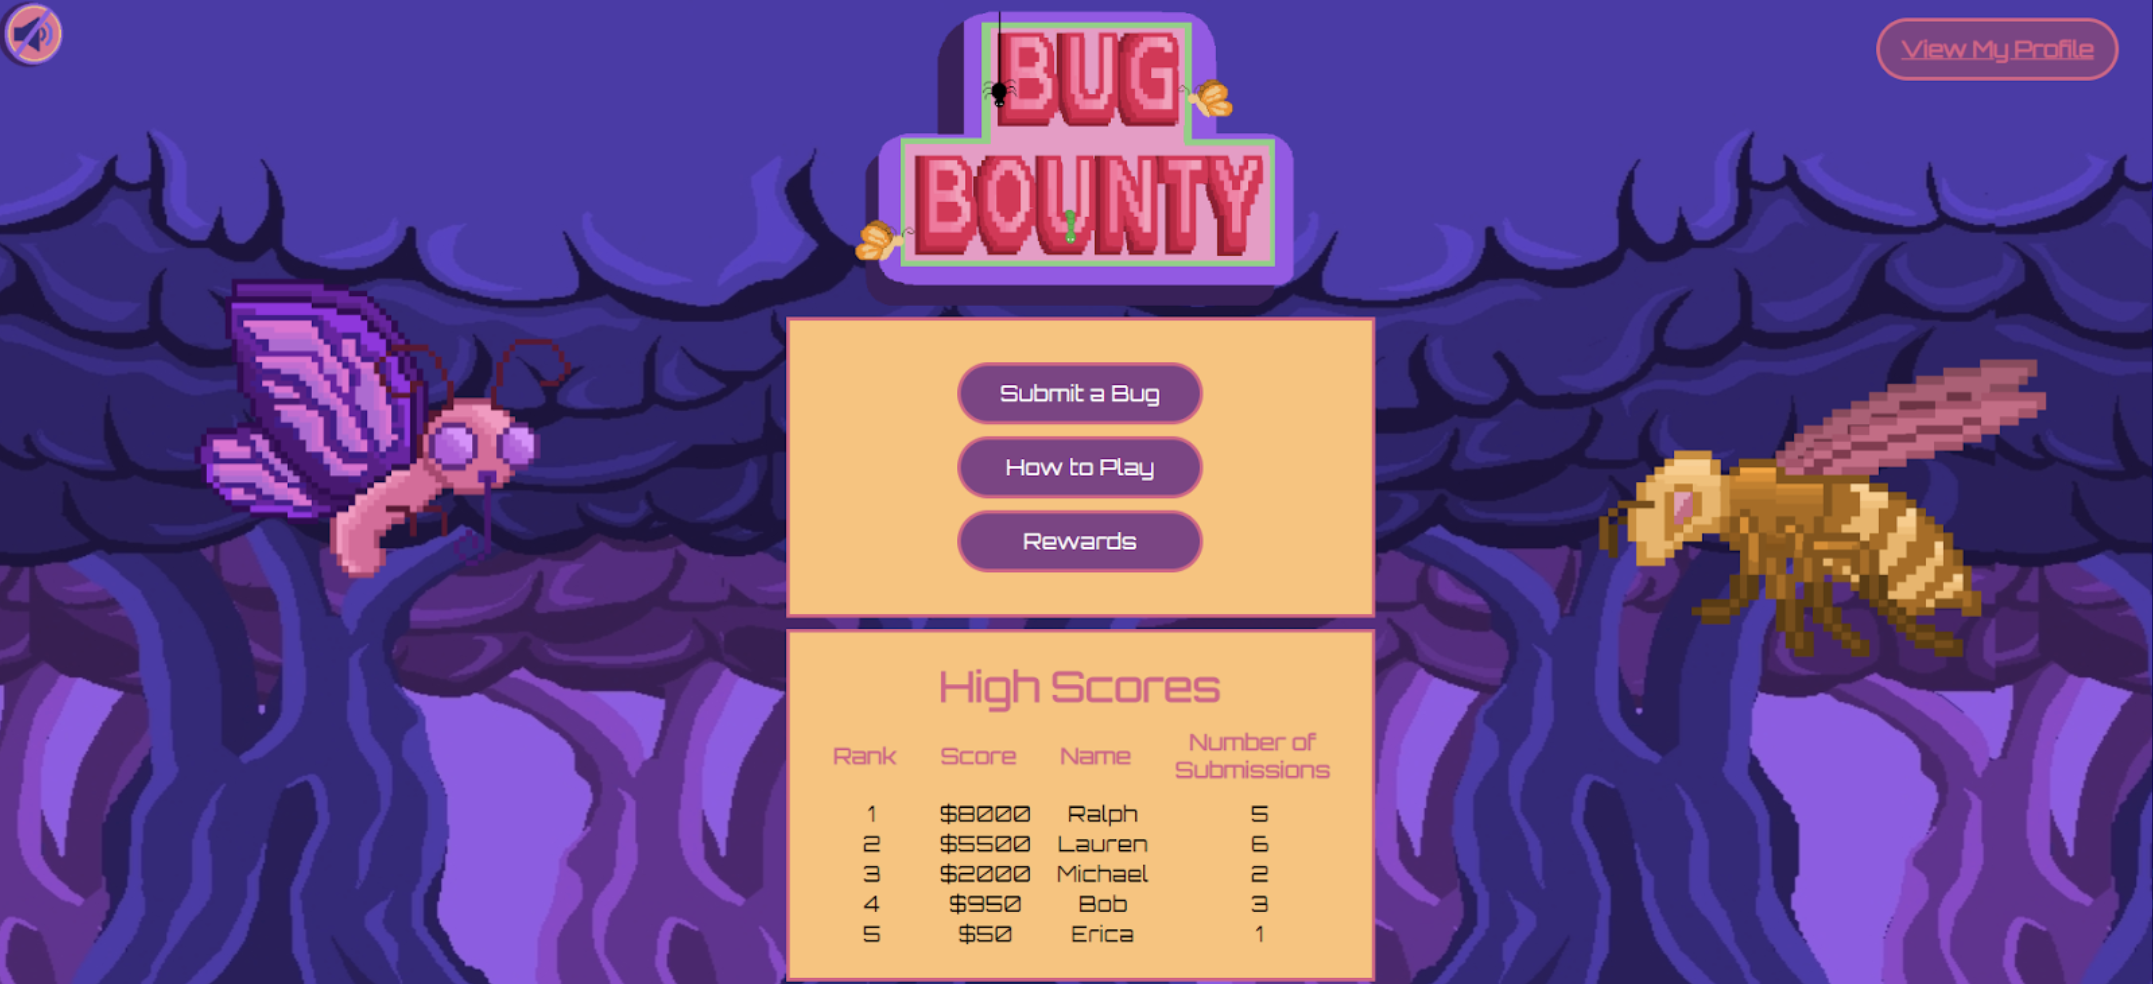 View My Profile
BUG
BOUNTY
Submit a Bug
How to Play
Rewards
High Scores
Rank Score Name Number of Submissions
1 $8000 Ralph 5
2 $5500 Lauren 6
3 $2000 Michael 2
4 $950 Bob 3
5 $50 Erica 1